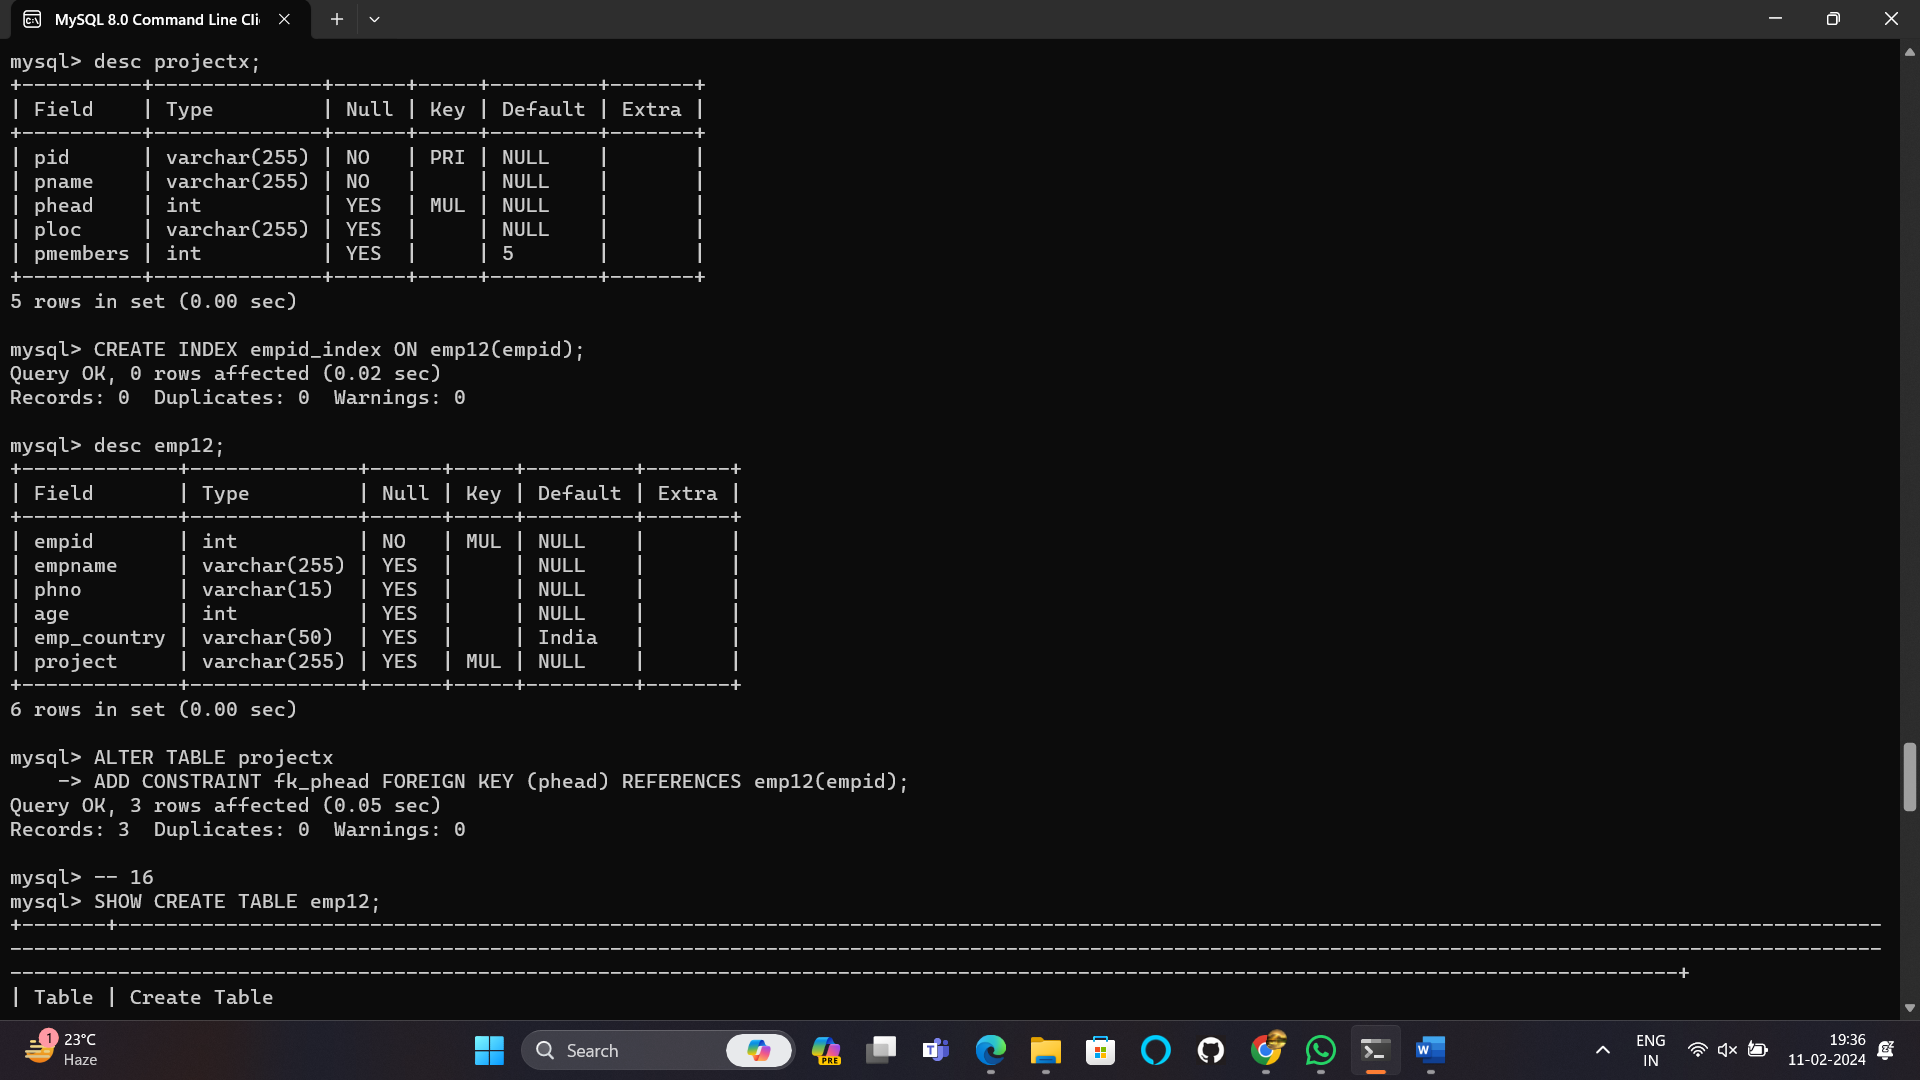 MySQL 8.0 Command Line Cli
mysql> desc projectx;
+----------+--------------+------+-----+---------+-------+
| Field    | Type         | Null | Key | Default | Extra |
+----------+--------------+------+-----+---------+-------+
| pid      | varchar(255) | NO   | PRI | NULL    |       |
| pname    | varchar(255) | NO   |     | NULL    |       |
| phead    | int          | YES  | MUL | NULL    |       |
| ploc     | varchar(255) | YES  |     | NULL    |       |
| pmembers | int          | YES  |     | 5       |       |
+----------+--------------+------+-----+---------+-------+
5 rows in set (0.00 sec)
mysql> CREATE INDEX empid_index ON emp12(empid);
Query OK, 0 rows affected (0.02 sec)
Records: 0  Duplicates: 0  Warnings: 0
mysql> desc emp12;
+-------------+--------------+------+-----+---------+-------+
| Field       | Type         | Null | Key | Default | Extra |
+-------------+--------------+------+-----+---------+-------+
| empid       | int          | NO   | MUL | NULL    |       |
| empname     | varchar(255) | YES  |     | NULL    |       |
| phno        | varchar(15)  | YES  |     | NULL    |       |
| age         | int          | YES  |     | NULL    |       |
| emp_country | varchar(50)  | YES  |     | India   |       |
| project     | varchar(255) | YES  | MUL | NULL    |       |
+-------------+--------------+------+-----+---------+-------+
6 rows in set (0.00 sec)
mysql> ALTER TABLE projectx
    -> ADD CONSTRAINT fk_phead FOREIGN KEY (phead) REFERENCES emp12(empid);
Query OK, 3 rows affected (0.05 sec)
Records: 3  Duplicates: 0  Warnings: 0
mysql> -- 16
mysql> SHOW CREATE TABLE emp12;
| Table | Create Table
1
23°C
Haze
Search
PRE
ENG
IN
19:36
11-02-2024